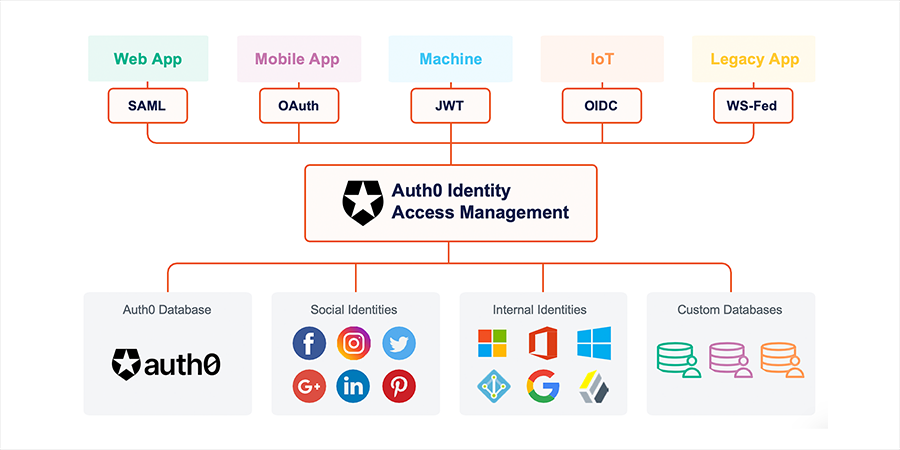 Web App
Mobile App
Machine
IoT
Legacy App
SAML
OAuth
JWT
OIDC
WS-Fed
Auth0 Identity
Access Management
Auth0 Database
Social Identities
Internal Identities
Custom Databases
auth0
f
G+
in